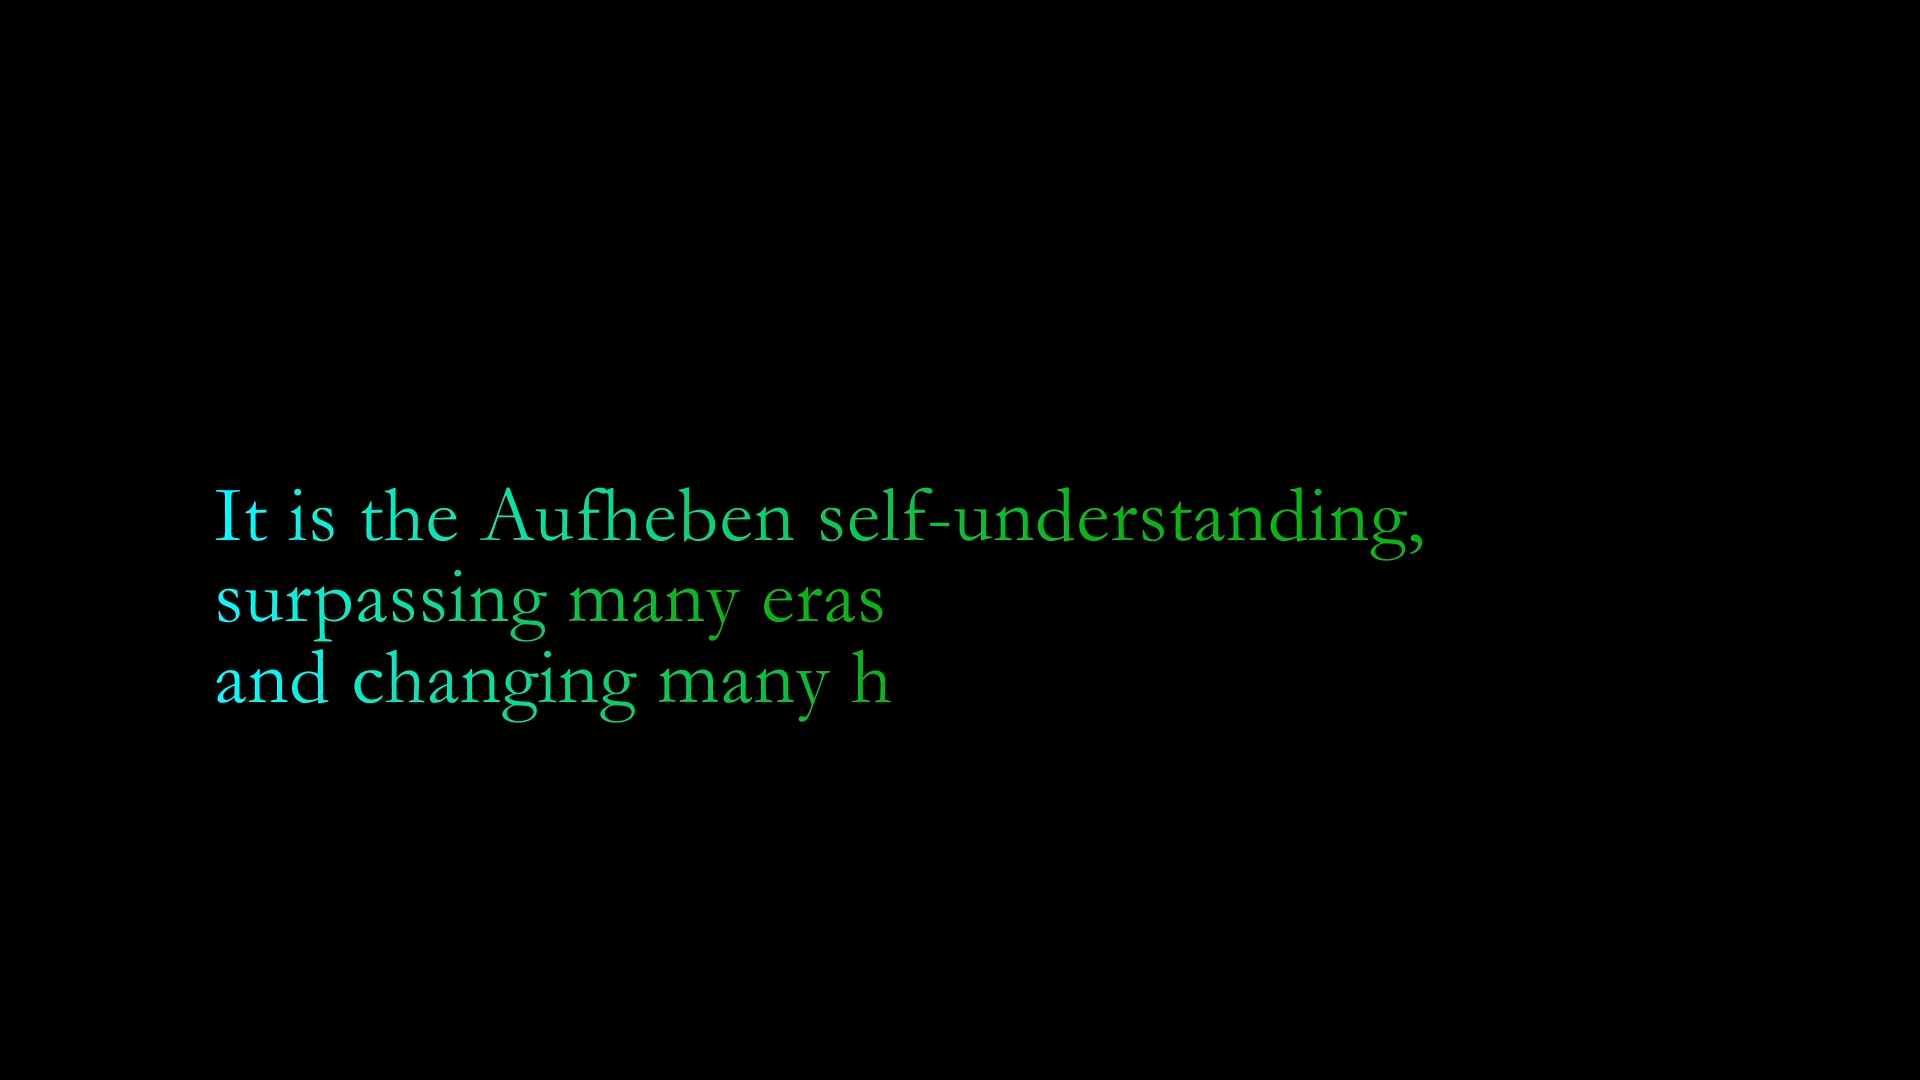 It is the Aufheben self-understanding,
surpassing many eras
and changing many h